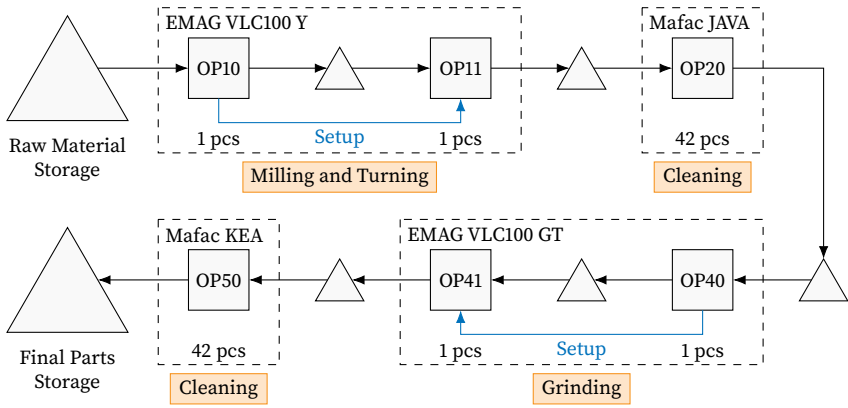 EMAG VLC100 Y
Mafac JAVA
OP10
OP11
OP20
1 pcs
Setup
1 pcs
42 pcs
Raw Material
Storage
Milling and Turning
Cleaning
Mafac KEA
EMAG VLC100 GT
OP50
OP41
OP40
42 pcs
1 pcs
Setup
1 pcs
Final Parts
Storage
Cleaning
Grinding